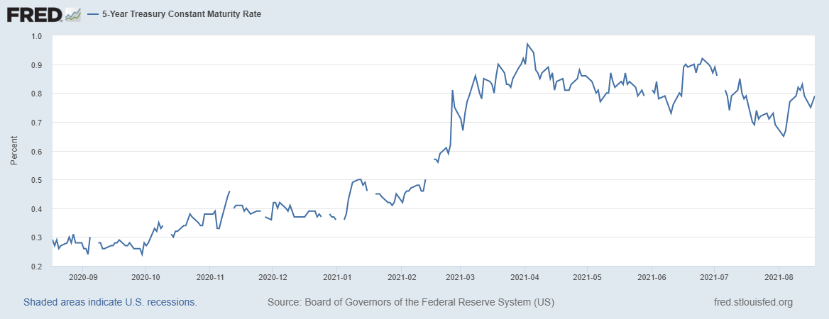 FRED 5-Year Treasury Constant Maturity Rate
1.0
0.9
0.8
0.7
0.6
0.5
0.4
0.3
0.2
Percent
2020-09 2020-10 2020-11 2020-12 2021-01 2021-02 2021-03 2021-04 2021-05 2021-06 2021-07 2021-08
Shaded areas indicate U.S. recessions. Source: Board of Governors of the Federal Reserve System (US) fred.stlouisfed.org